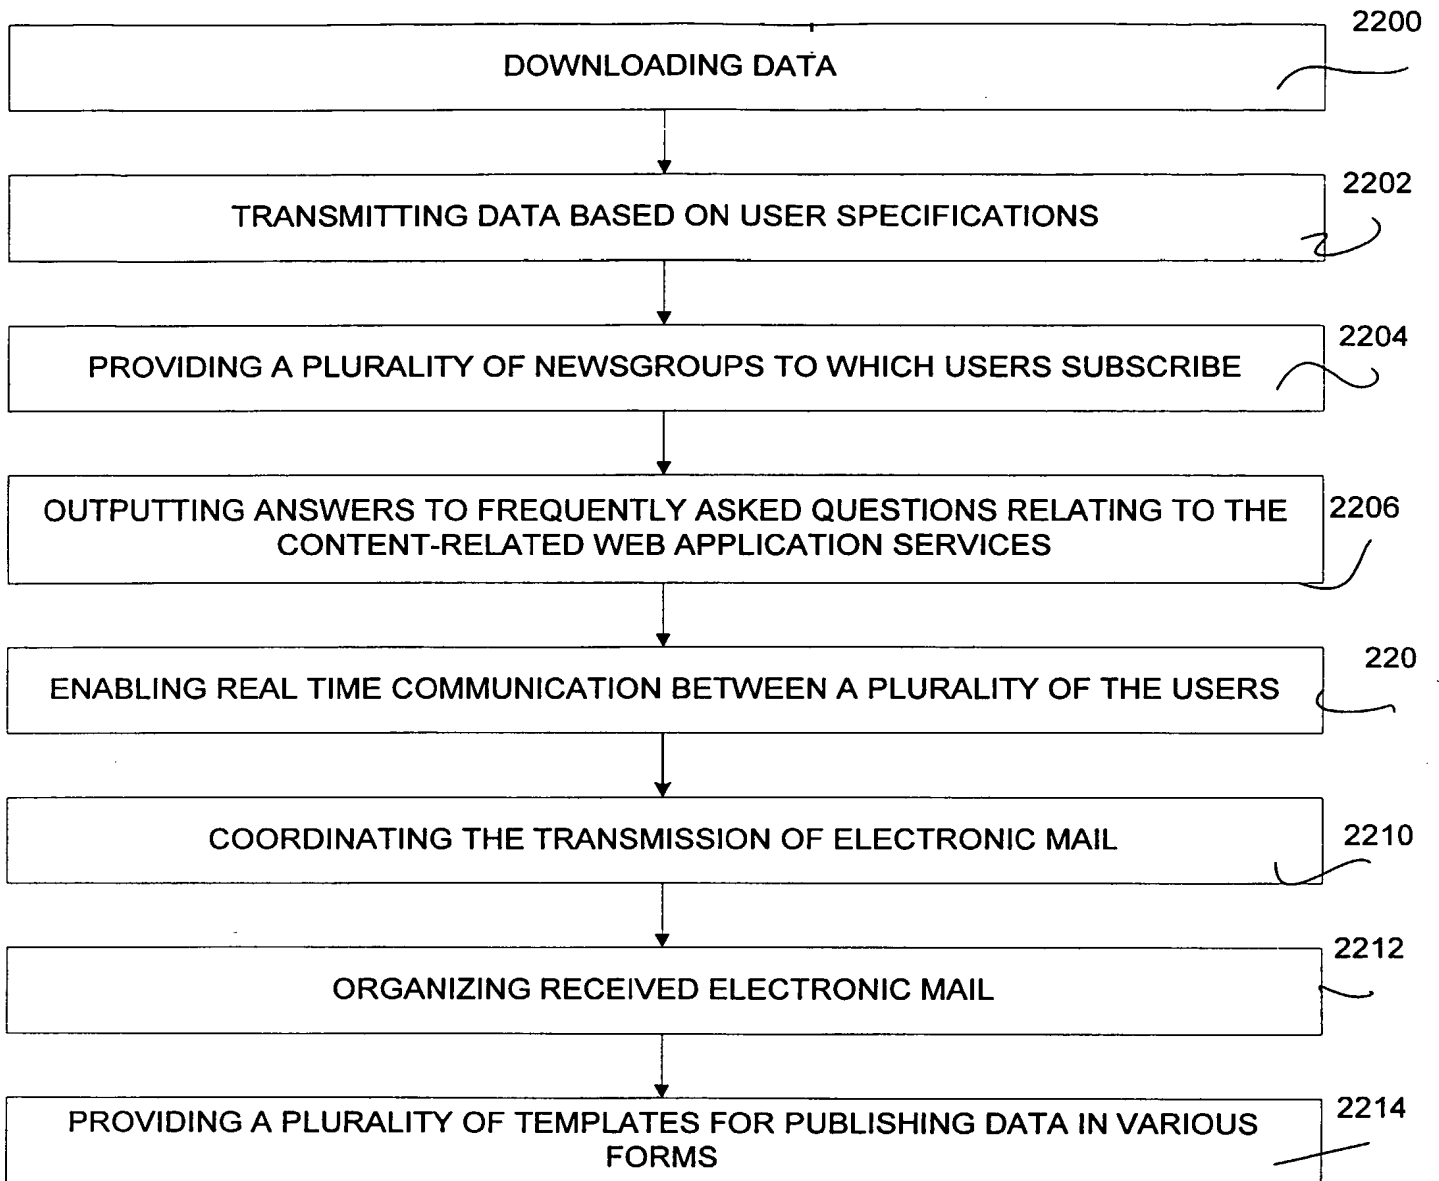 2200
DOWNLOADING DATA
2202
TRANSMITTING DATA BASED ON USER SPECIFICATIONS
2204
PROVIDING A PLURALITY OF NEWSGROUPS TO WHICH USERS SUBSCRIBE
2206
OUTPUTTING ANSWERS TO FREQUENTLY ASKED QUESTIONS RELATING TO THE
CONTENT-RELATED WEB APPLICATION SERVICES
220
ENABLING REAL TIME COMMUNICATION BETWEEN A PLURALITY OF THE USERS
2210
COORDINATING THE TRANSMISSION OF ELECTRONIC MAIL
2212
ORGANIZING RECEIVED ELECTRONIC MAIL
2214
PROVIDING A PLURALITY OF TEMPLATES FOR PUBLISHING DATA IN VARIOUS
FORMS